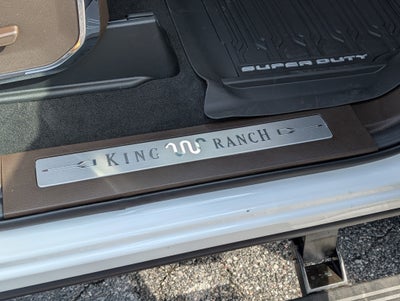 SUPER DUTY
KING RANCH